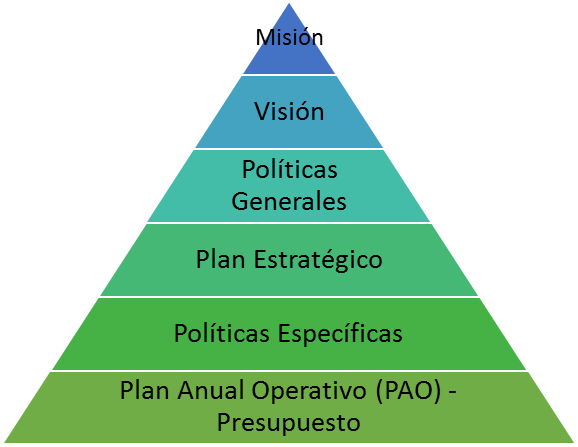 Misión
Visión
Políticas
Generales
Plan Estratégico
Políticas Específicas
Plan Anual Operativo (PAO) -
Presupuesto